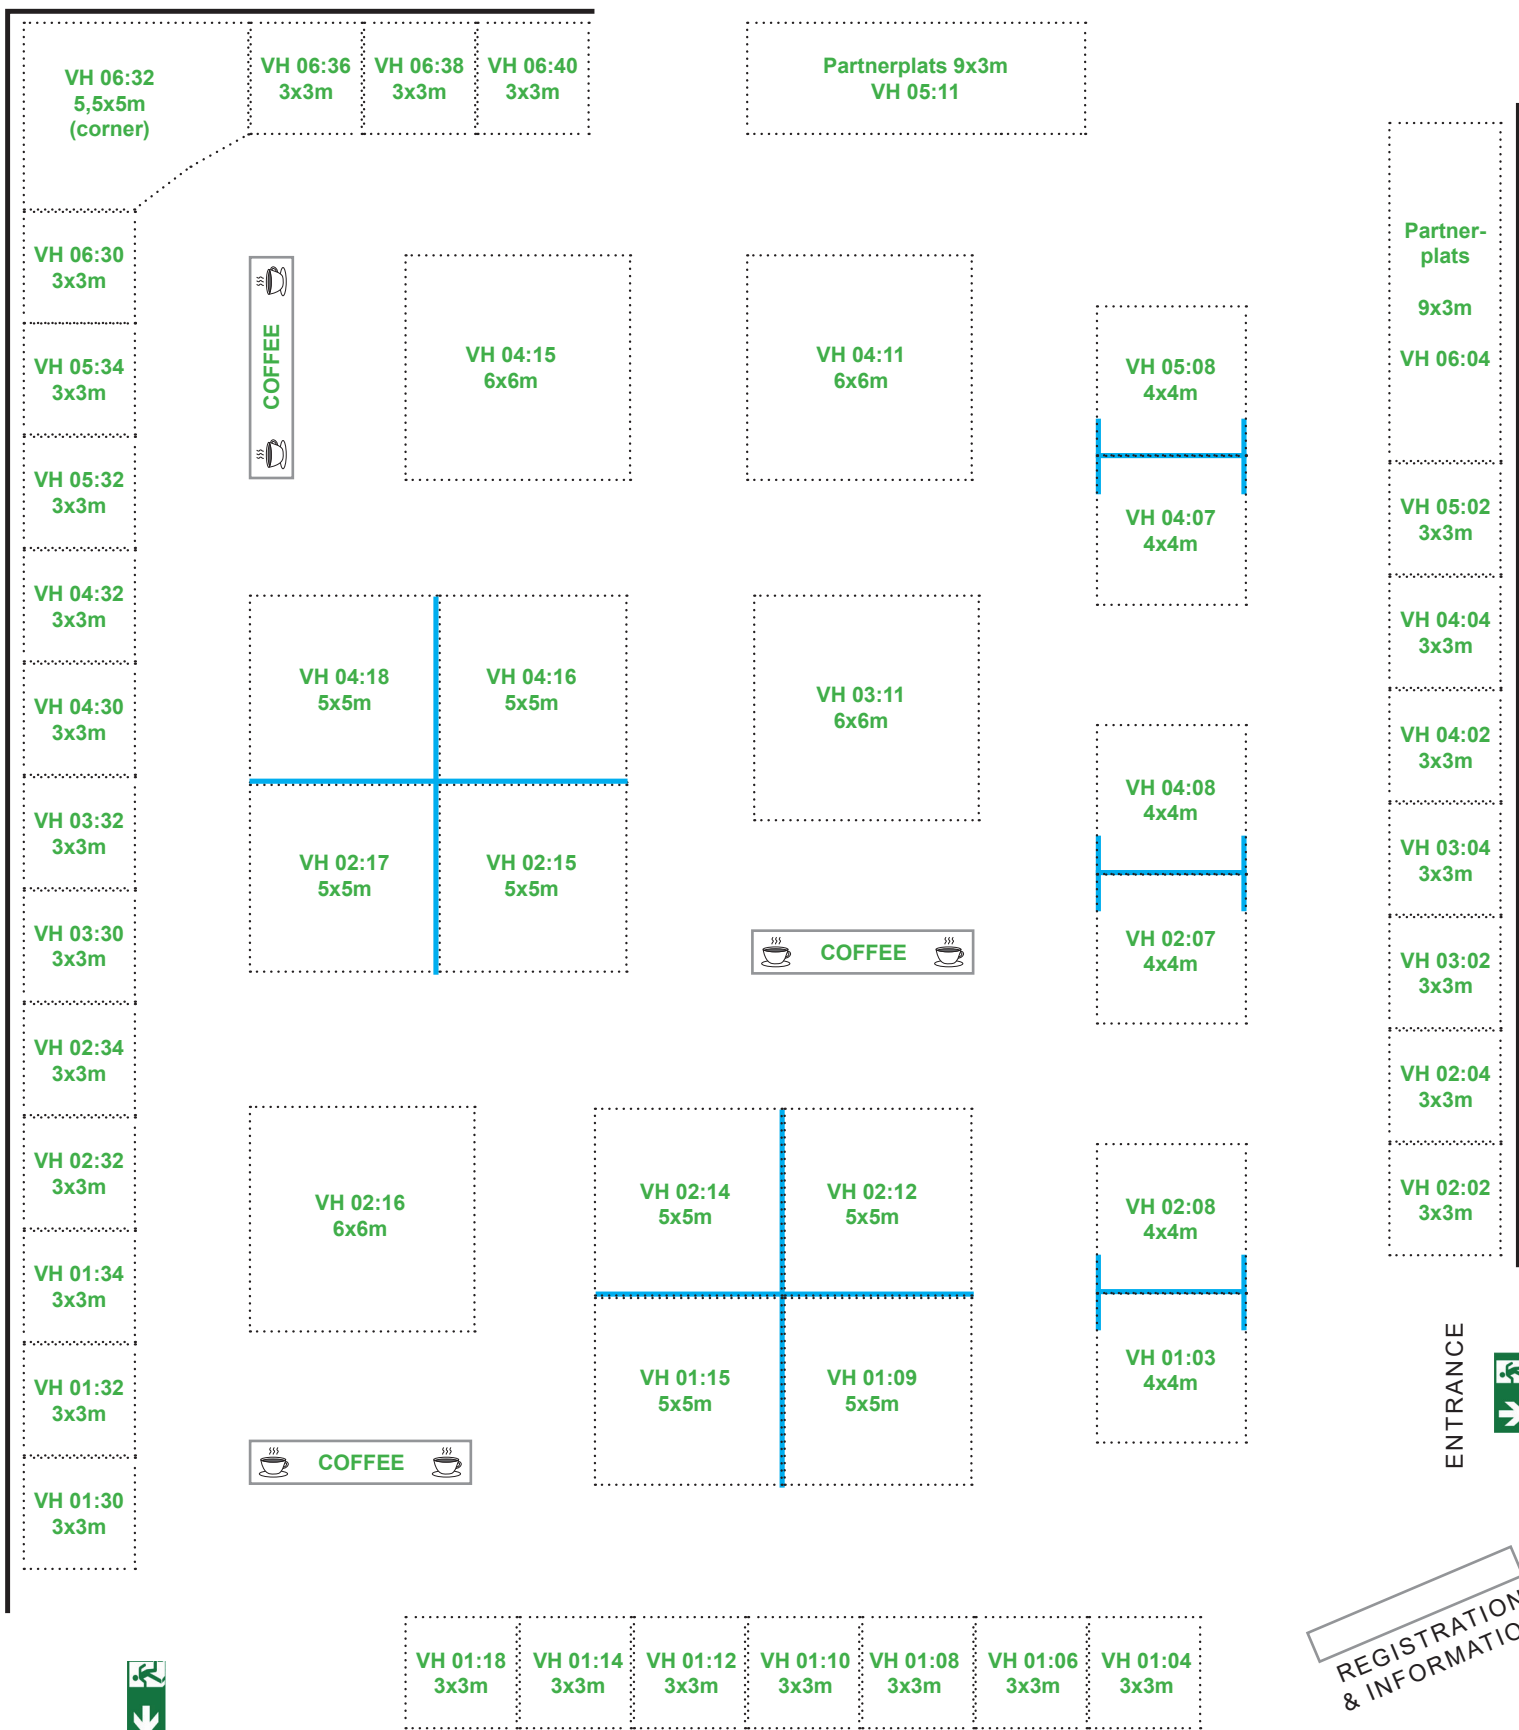 VH 06:32
5,5x5m
(corner)
VH 06:36
3x3m
VH 06:38
3x3m
VH 06:40
3x3m
Partnerplats 9x3m
VH 05:11
Partner-
plats
9x3m
VH 06:04
VH 06:30
3x3m
VH 05:34
3x3m
VH 05:32
3x3m
VH 04:32
3x3m
VH 04:30
3x3m
VH 03:32
3x3m
VH 03:30
3x3m
VH 02:34
3x3m
VH 02:32
3x3m
VH 01:34
3x3m
VH 01:32
3x3m
VH 01:30
3x3m
COFFEE
VH 04:15
6x6m
VH 04:11
6x6m
VH 05:08
4x4m
VH 04:07
4x4m
VH 04:18
5x5m
VH 04:16
5x5m
VH 02:17
5x5m
VH 02:15
5x5m
VH 03:11
6x6m
COFFEE
VH 04:08
4x4m
VH 02:07
4x4m
VH 02:16
6x6m
COFFEE
VH 02:14
5x5m
VH 02:12
5x5m
VH 01:15
5x5m
VH 01:09
5x5m
VH 02:08
4x4m
VH 01:03
4x4m
VH 05:02
3x3m
VH 04:04
3x3m
VH 04:02
3x3m
VH 03:04
3x3m
VH 03:02
3x3m
VH 02:04
3x3m
VH 02:02
3x3m
ENTRANCE
REGISTRATION
& INFORMATIO
VH 01:18
3x3m
VH 01:14
3x3m
VH 01:12
3x3m
VH 01:10
3x3m
VH 01:08
3x3m
VH 01:06
3x3m
VH 01:04
3x3m